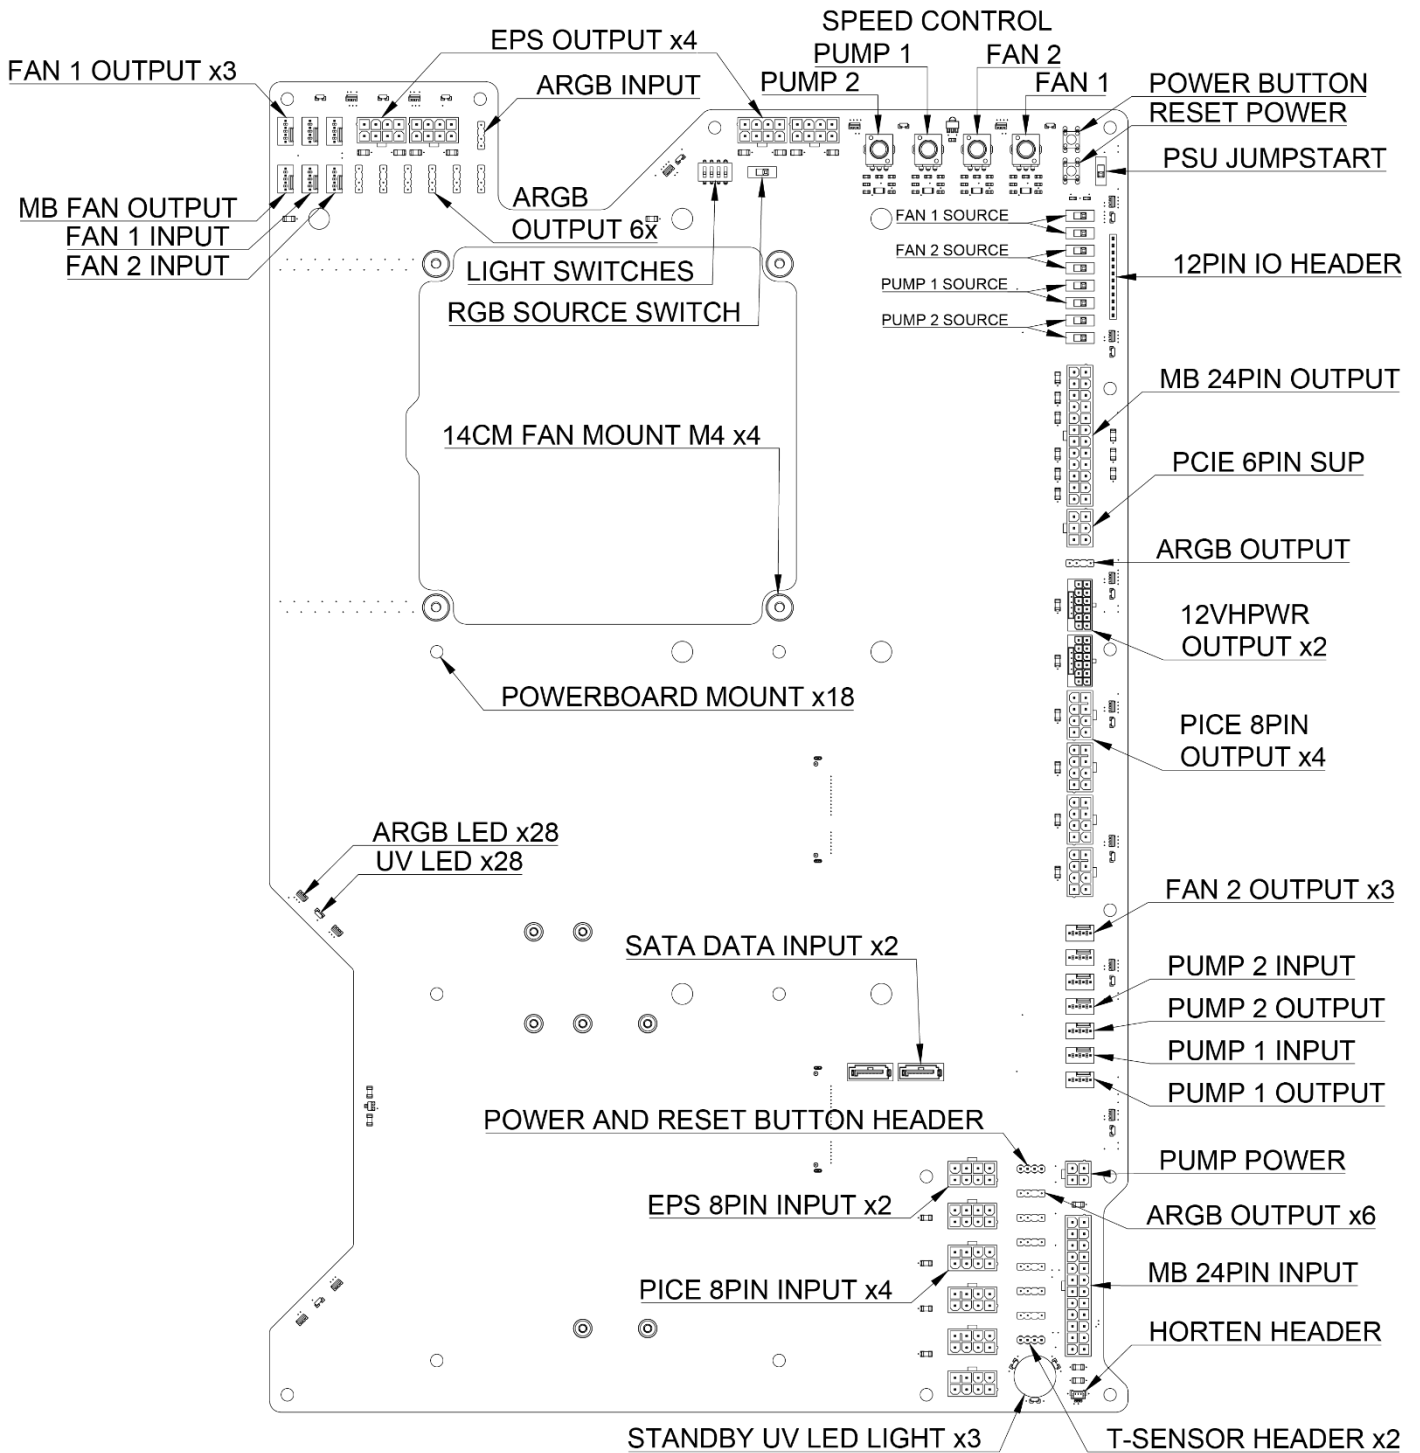 SPEED CONTROL
EPS OUTPUT x4
PUMP 1
FAN 2
FAN 1 OUTPUT x3
ARGB INPUT
PUMP 2
FAN 1
POWER BUTTON
RESET POWER
PSU JUMPSTART
MB FAN OUTPUT
FAN 1 INPUT
FAN 2 INPUT
ARGB
OUTPUT 6x
LIGHT SWITCHES
RGB SOURCE SWITCH
FAN 1 SOURCE
FAN 2 SOURCE
PUMP 1 SOURCE
PUMP 2 SOURCE
12PIN IO HEADER
MB 24PIN OUTPUT
14CM FAN MOUNT M4 x4
PCIE 6PIN SUP
ARGB OUTPUT
12VHPWR
OUTPUT x2
POWERBOARD MOUNT x18
PICE 8PIN
OUTPUT x4
ARGB LED x28
UV LED x28
FAN 2 OUTPUT x3
SATA DATA INPUT x2
PUMP 2 INPUT
PUMP 2 OUTPUT
PUMP 1 INPUT
PUMP 1 OUTPUT
POWER AND RESET BUTTON HEADER
PUMP POWER
EPS 8PIN INPUT x2
ARGB OUTPUT x6
PICE 8PIN INPUT x4
MB 24PIN INPUT
HORTEN HEADER
STANDBY UV LED LIGHT x3
T-SENSOR HEADER x2